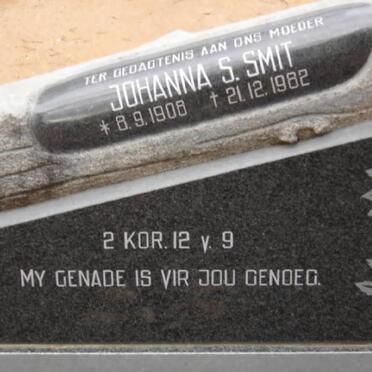 TER GEDAGTENIS AAN ONS MOEDER
JOHANNA S. SMIT
* 8.9.1908 † 21.12.1982
2 KOR. 12 v. 9
MY GENADE IS VIR JOU GENOEG.